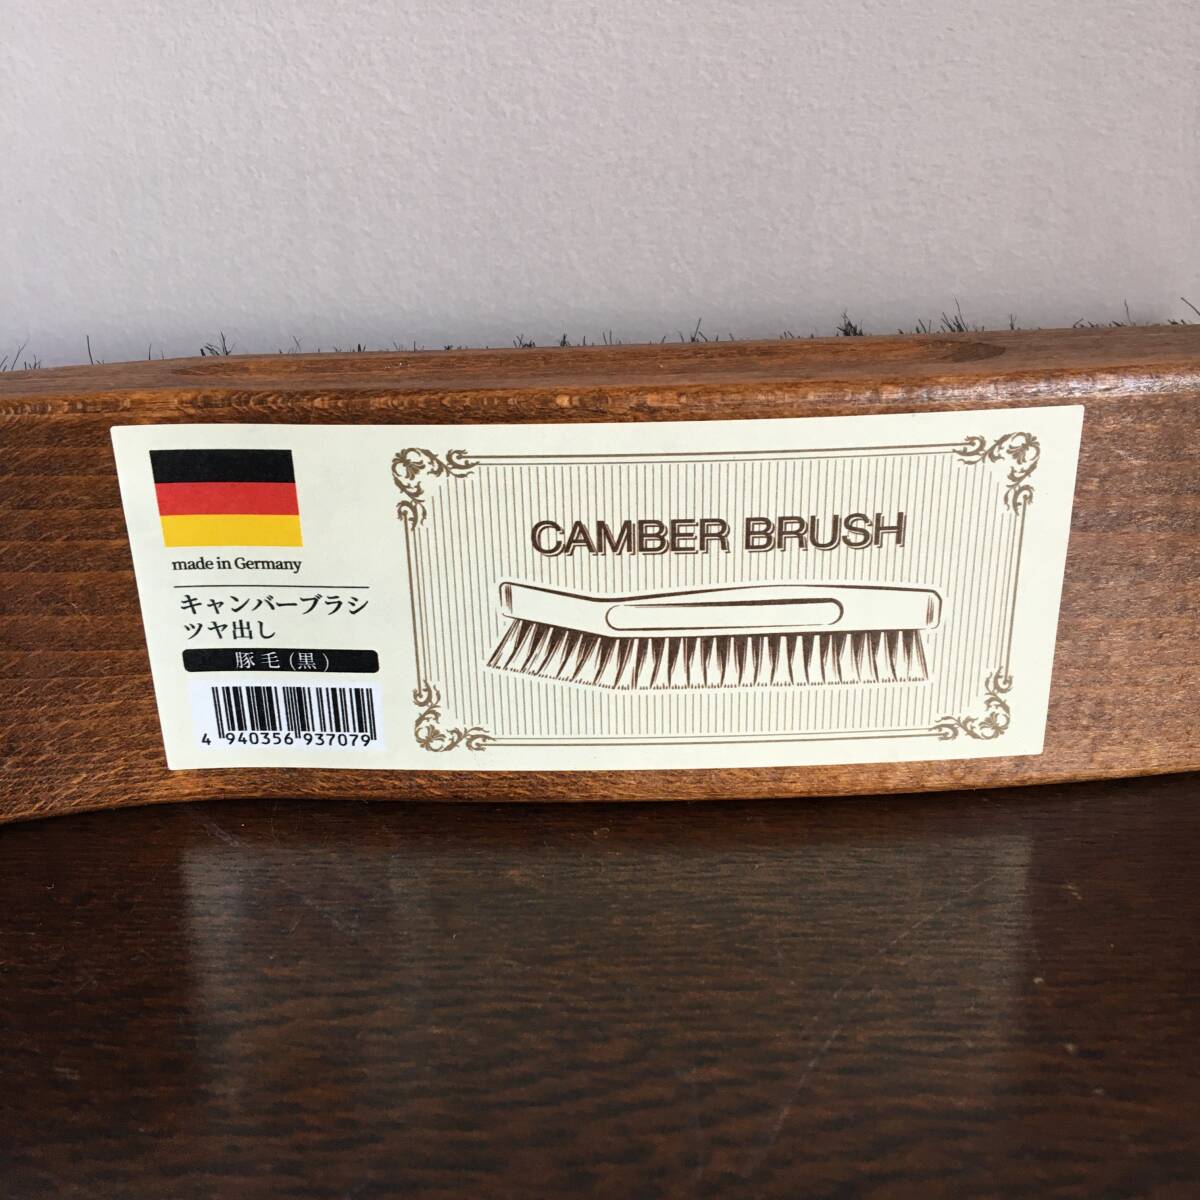 made in Germany
キャンバーブラシ
ツヤ出し
豚毛(黒)
4 940356 937079
CAMBER BRUSH